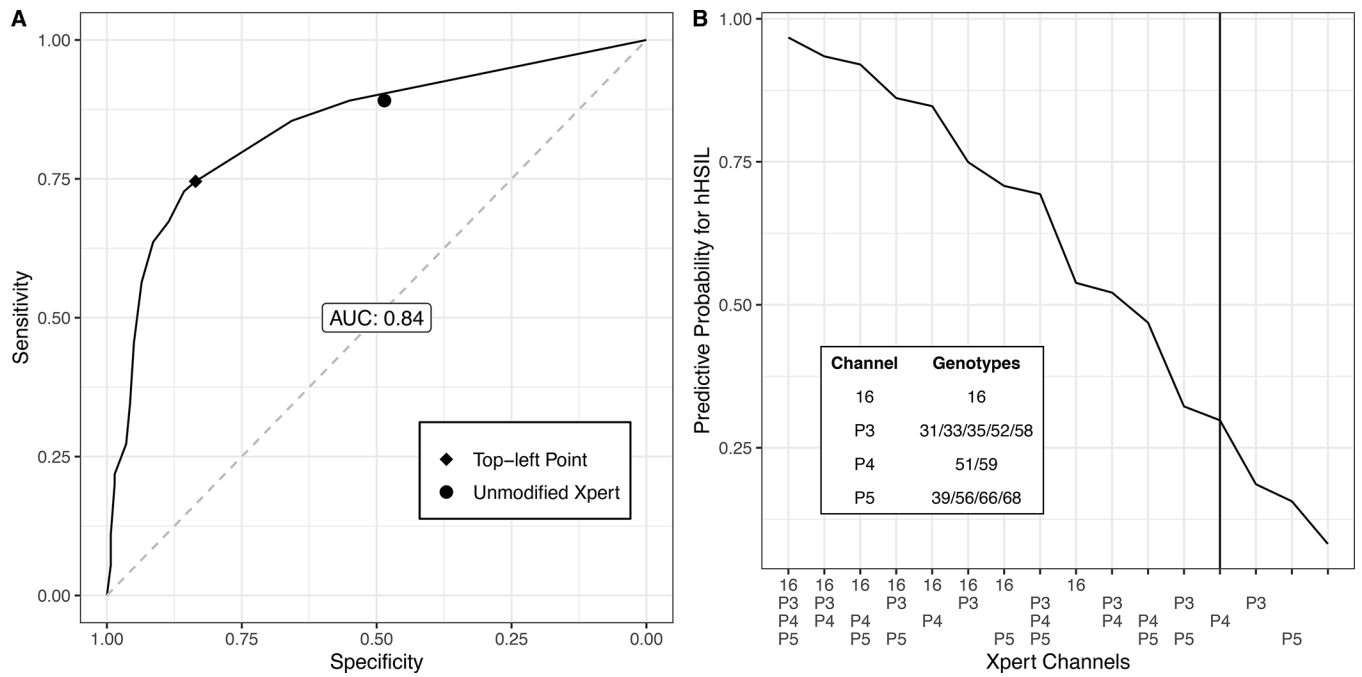 A
1.00
0.75
0.50
0.25
0.00
Sensitivity
AUC: 0.84
Top−left Point
Unmodified Xpert
1.00 0.75 0.50 0.25 0.00
Specificity
B
1.00
0.75
0.50
0.25
Predictive Probability for hHSIL
Channel Genotypes
16 16
P3 31/33/35/52/58
P4 51/59
P5 39/56/66/68
16 16 16 16 16 16 16 16
P3 P3 P3 P3 P3 P3 P3 P3
P4 P4 P4 P4 P4 P4 P4 P4
P5 P5 P5 P5 P5 P5 P5 P5
Xpert Channels